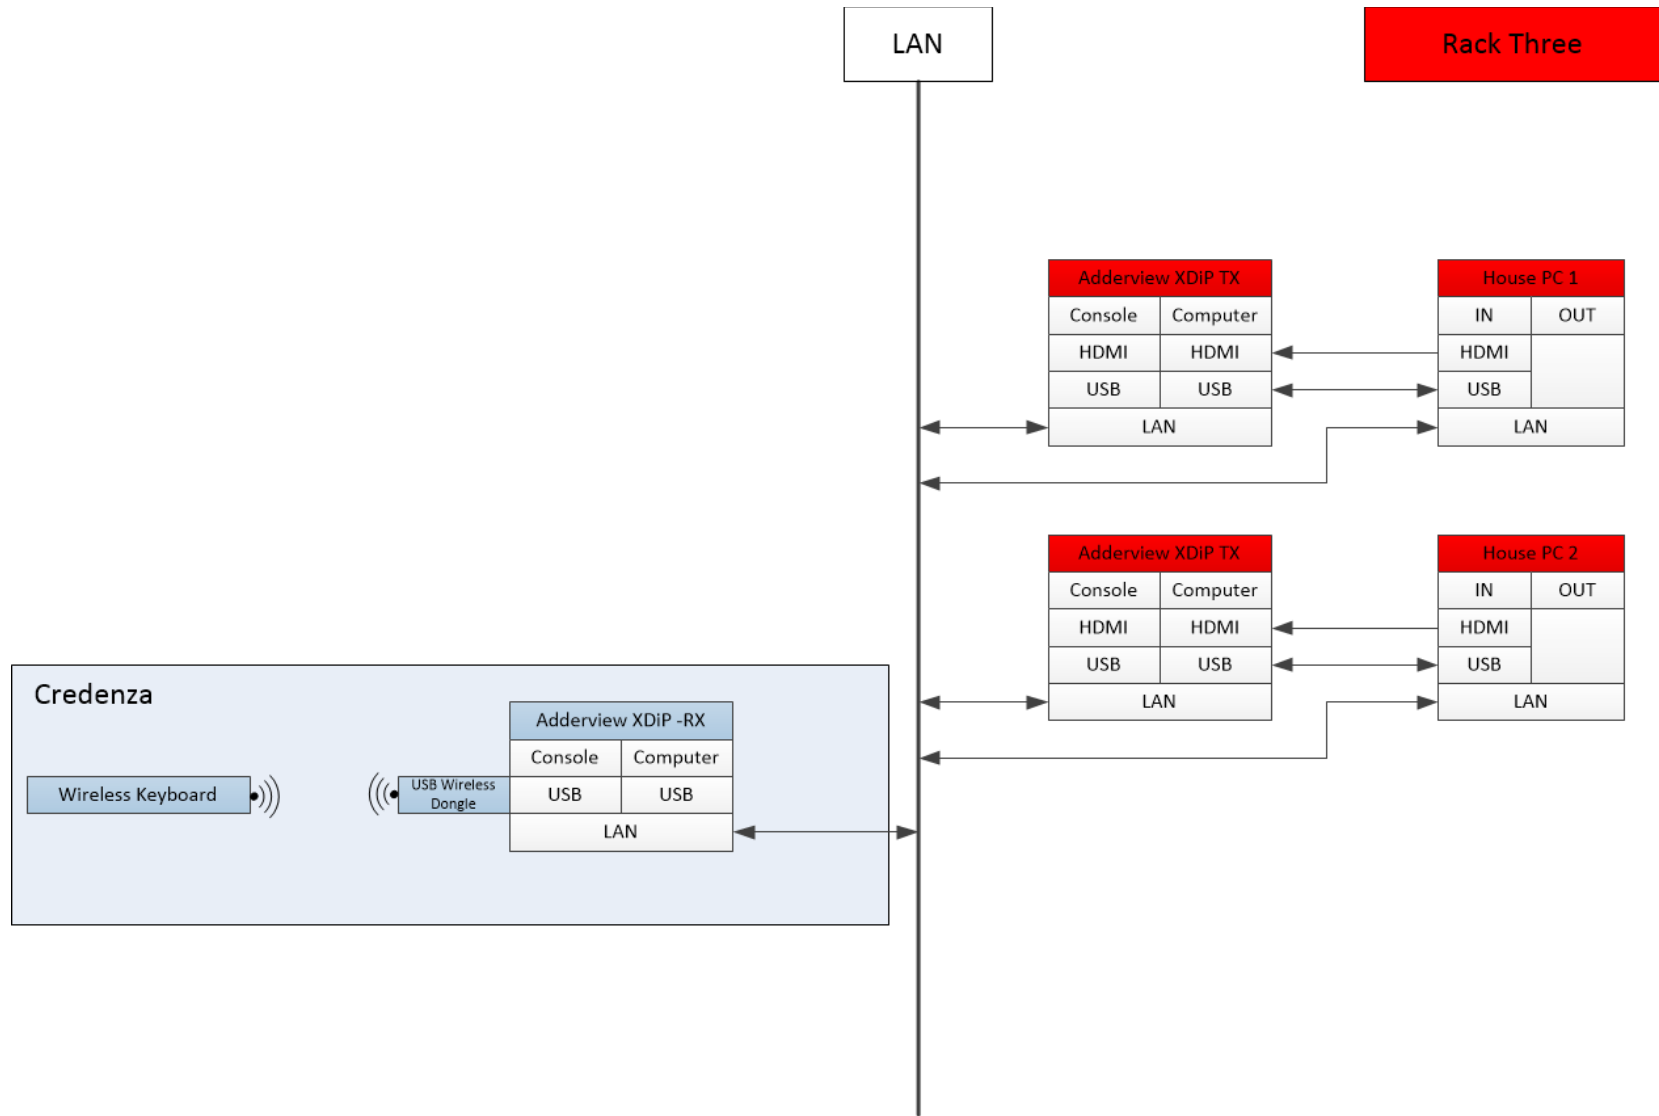 LAN
Rack Three
Adderview XDiP TX
Console Computer
HDMI HDMI
USB USB
LAN
House PC 1
IN OUT
HDMI
USB
LAN
Adderview XDiP TX
Console Computer
HDMI HDMI
USB USB
LAN
House PC 2
IN OUT
HDMI
USB
LAN
Credenza
Wireless Keyboard
USB Wireless
Dongle
Adderview XDiP -RX
Console Computer
USB USB
LAN